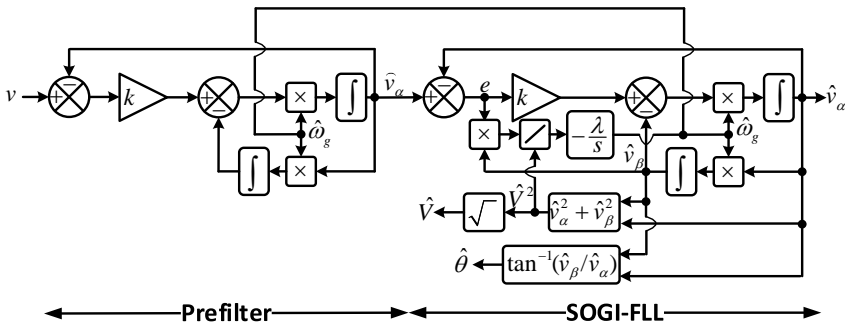 v + − k + − × ∫ v̂α + − e k + − × ∫ v̂α
ω̂g × ∕ −λ/s v̂β ω̂g
∫ × ∫ ×
V̂ √ V̂² v̂α² + v̂β²
θ̂ tan⁻¹(v̂β/v̂α)
Prefilter SOGI-FLL